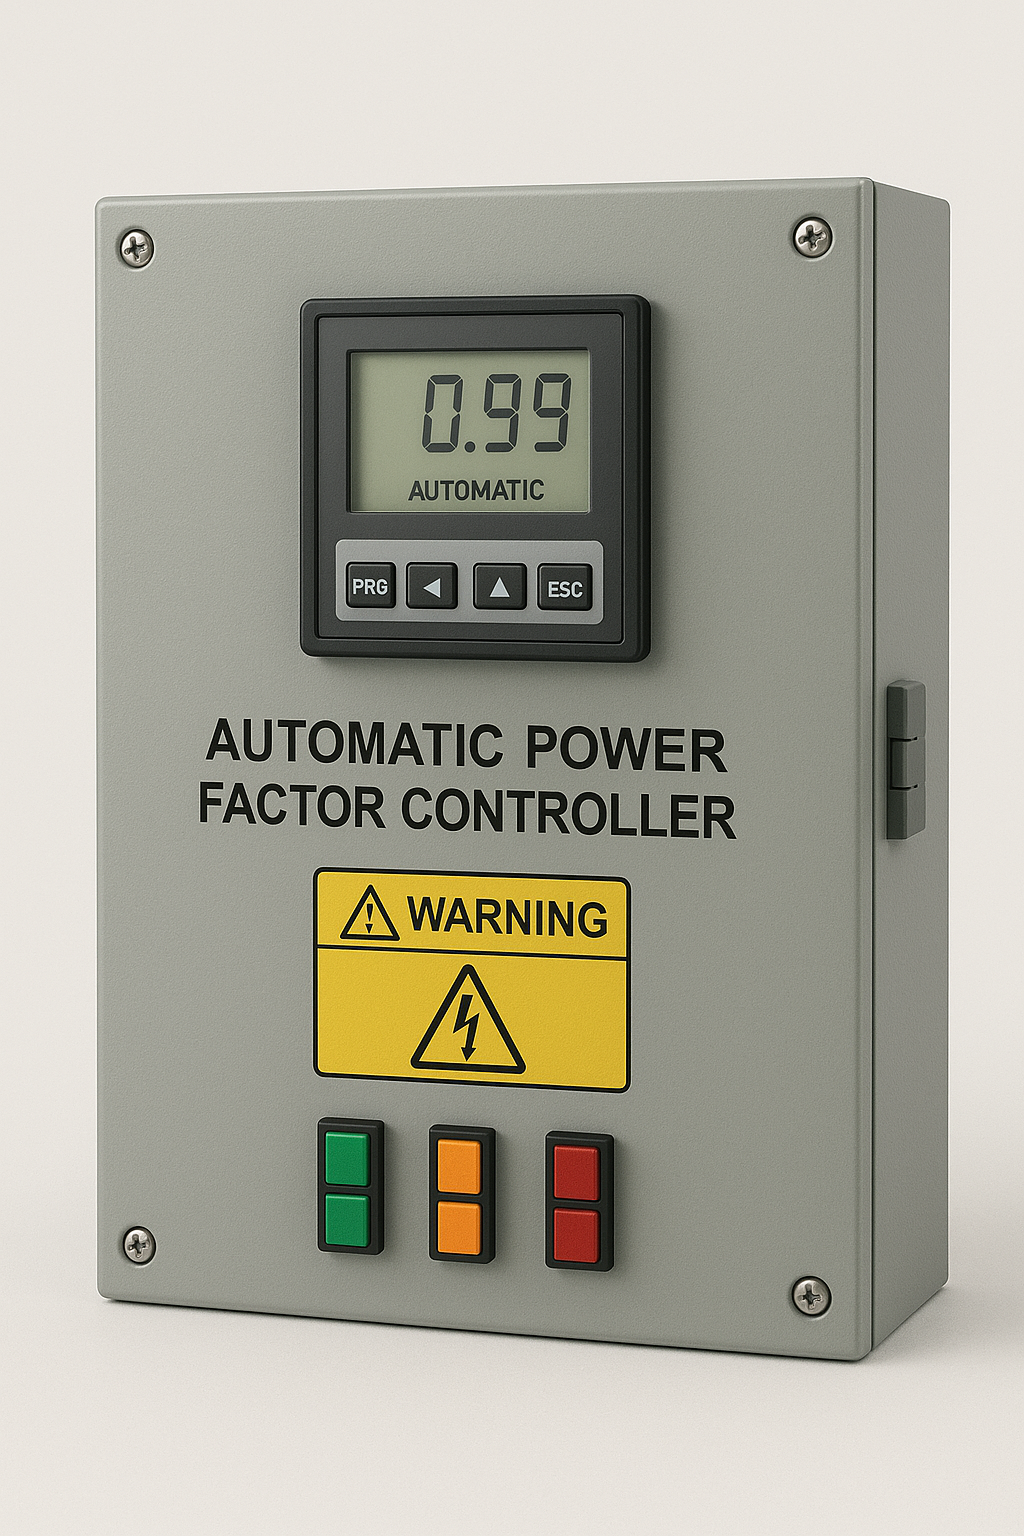 0.99
AUTOMATIC
PRG ◀ ▲ ESC
AUTOMATIC POWER
FACTOR CONTROLLER
WARNING